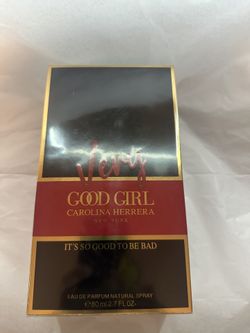 Very
GOOD GIRL
CAROLINA HERRERA
NEW YORK
IT'S SO GOOD TO BE BAD
EAU DE PARFUM NATURAL SPRAY
℮80 ml 2.7 FL.OZ.